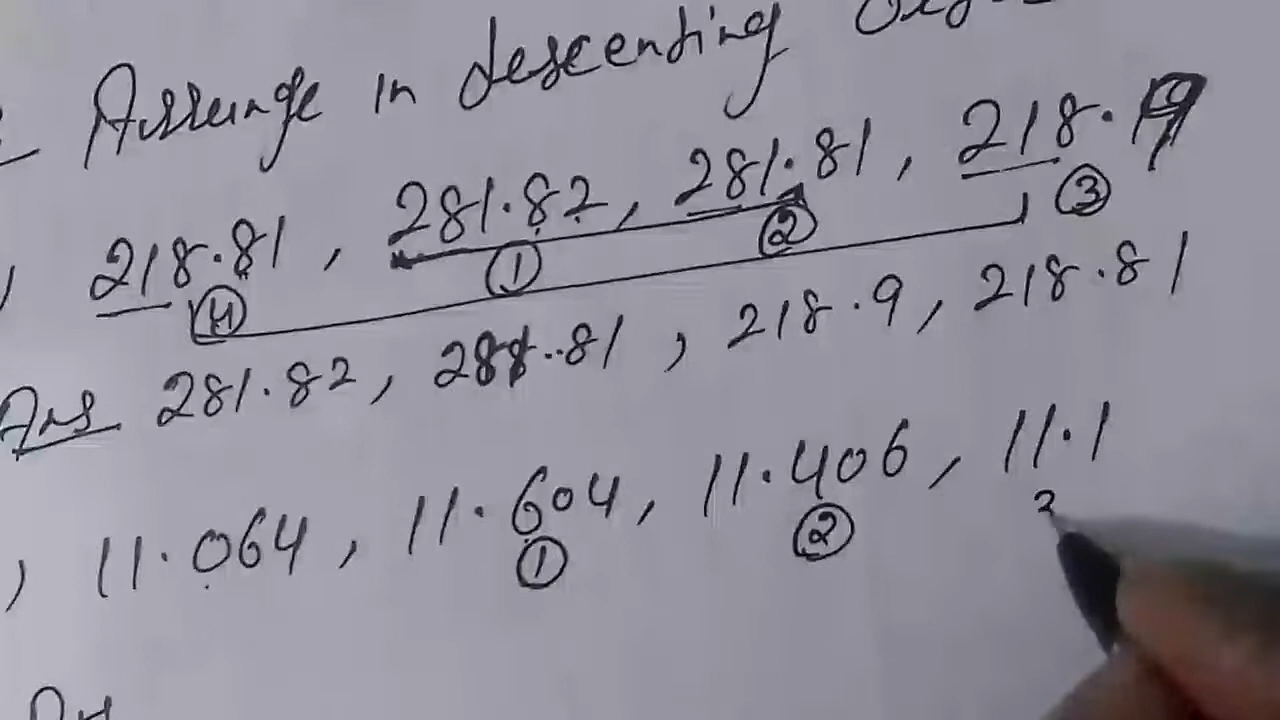 Arrange in descending
218.81, 281.82, 281.81, 218.9
4 1 2 3
Ans 281.82, 281.81, 218.9, 218.81
) 11.064, 11.604, 11.406, 11.1
1 2